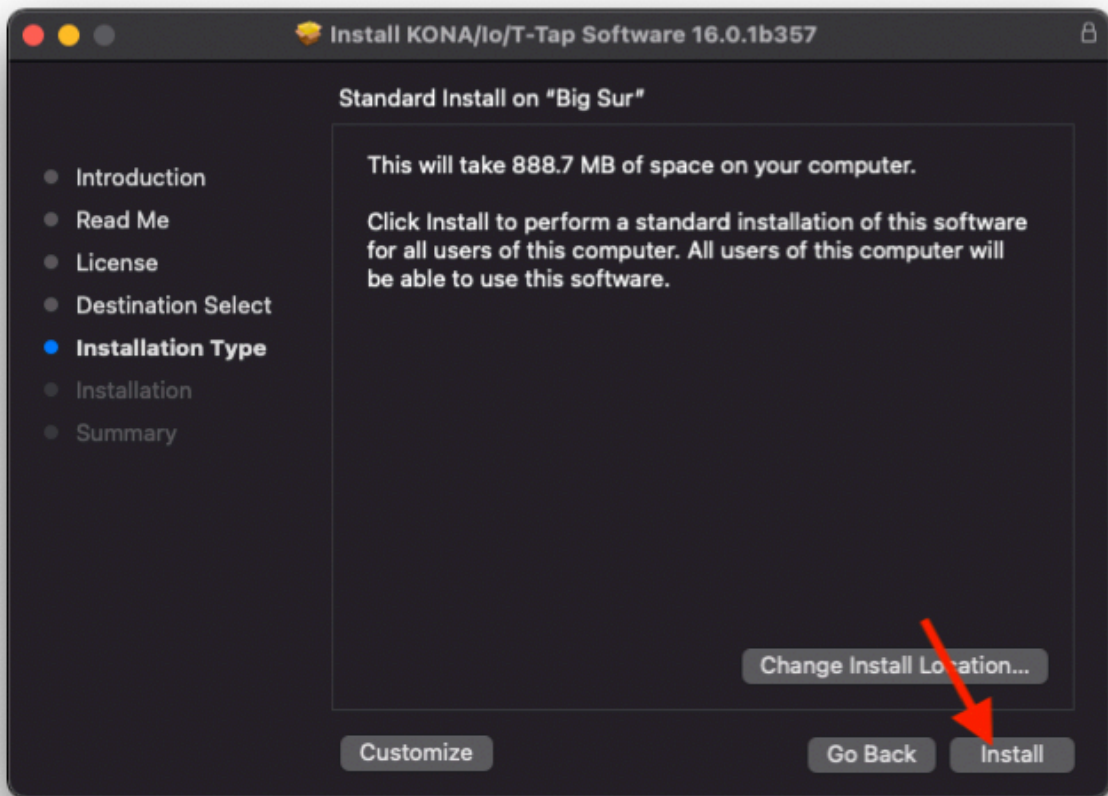 Install KONA/Io/T-Tap Software 16.0.1b357
Standard Install on “Big Sur”
Introduction
Read Me
License
Destination Select
Installation Type
Installation
Summary
This will take 888.7 MB of space on your computer.
Click Install to perform a standard installation of this software
for all users of this computer. All users of this computer will
be able to use this software.
Change Install Location...
Customize
Go Back
Install